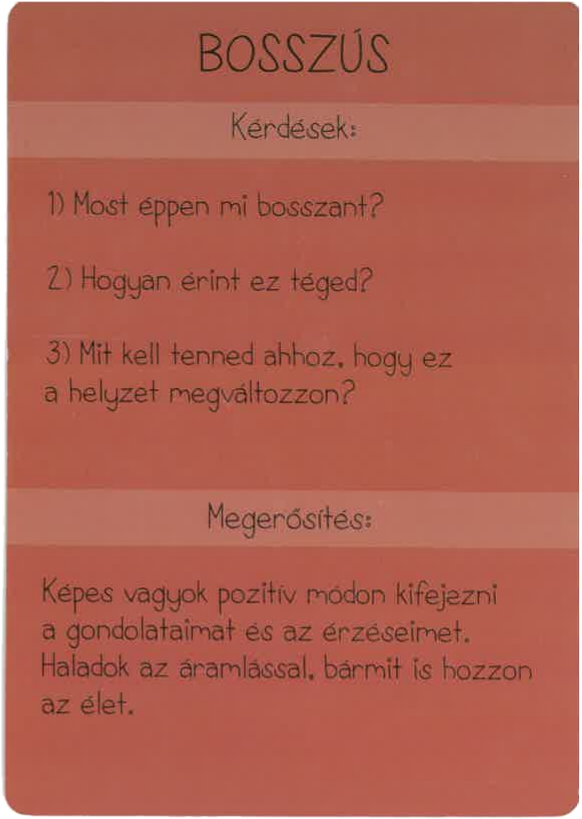 BOSSZÚS
Kérdések:
1) Most éppen mi bosszant?
2) Hogyan érint ez téged?
3) Mit kell tenned ahhoz, hogy ez
a helyzet megváltozzon?
Megerősítés:
Képes vagyok pozitív módon kifejezni
a gondolataimat és az érzéseimet.
Haladok az áramlással, bármit is hozzon
az élet.